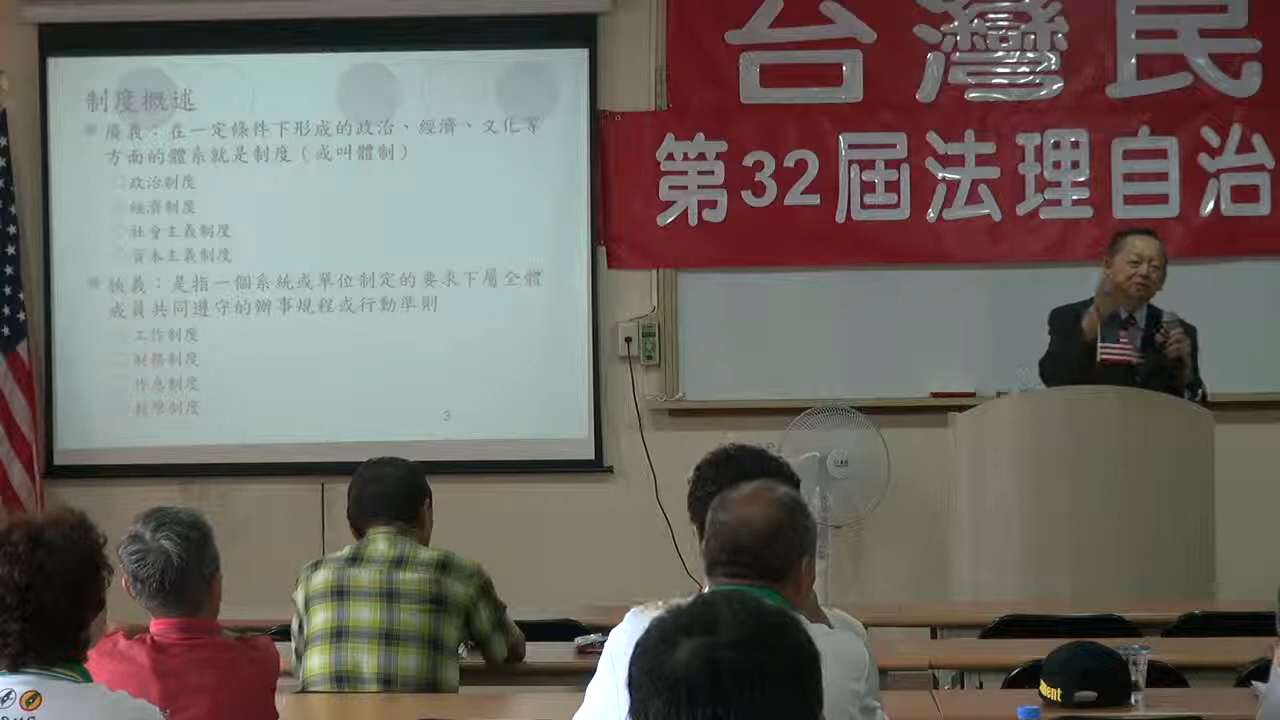 制度概述
廣義：在一定條件下形成的政治、經濟、文化等
方面的體系就是制度（或叫體制）
政治制度
經濟制度
社會主義制度
資本主義制度
狹義：是指一個系統或單位制定的要求下屬全體
成員共同遵守的辦事規程或行動準則
工作制度
財務制度
作息制度
教學制度
3
台灣民
第32屆法理自治